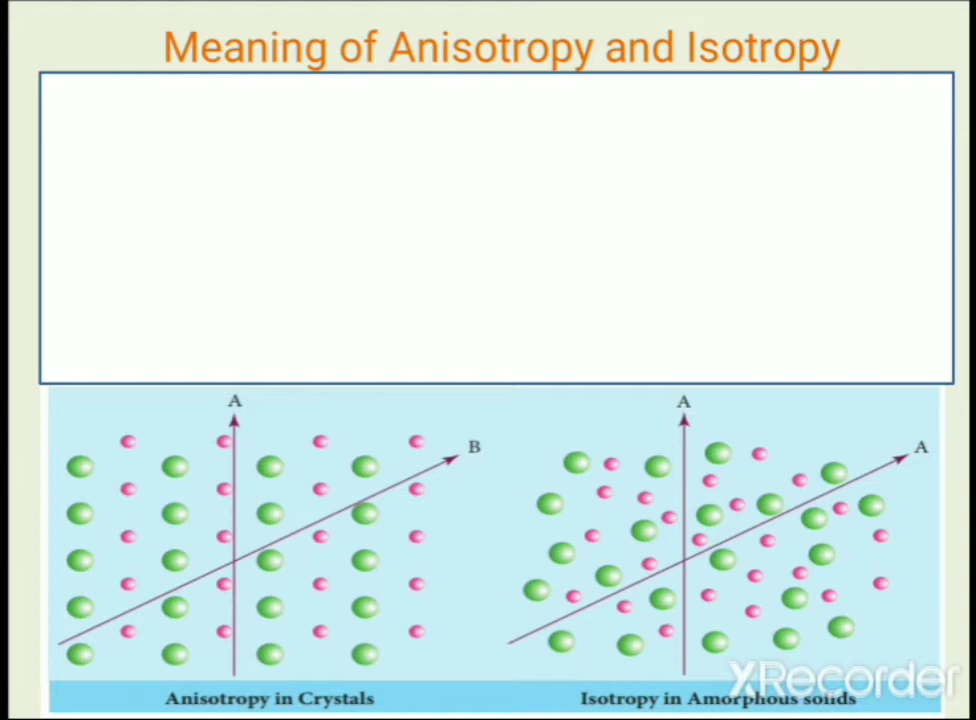 Meaning of Anisotropy and Isotropy
A
B
A
A
Anisotropy in Crystals
Isotropy in Amorphous solids
XRecorder